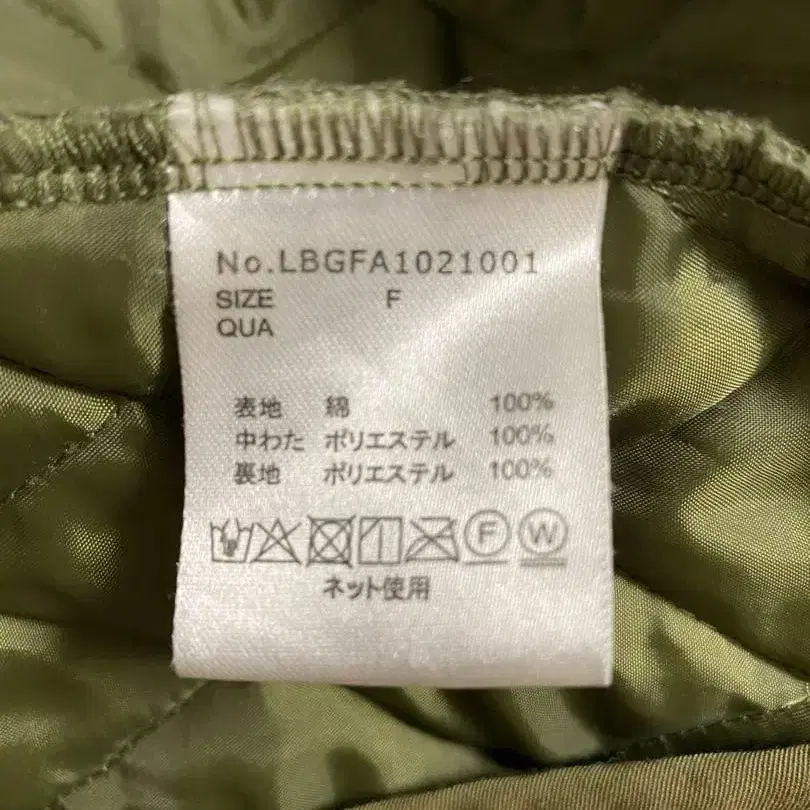 No.LBGFA1021001
SIZE F
QUA
表地 綿 100%
中わた ポリエステル 100%
裏地 ポリエステル 100%
F W
ネット使用